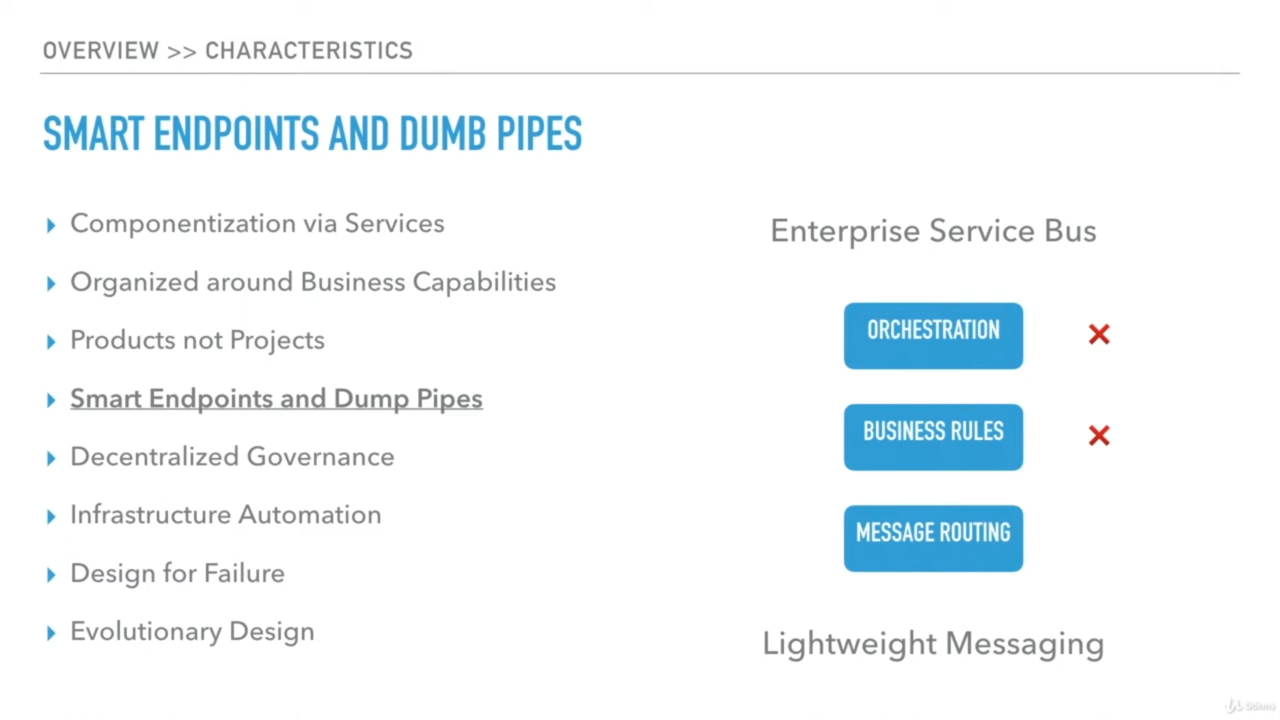 OVERVIEW >> CHARACTERISTICS
SMART ENDPOINTS AND DUMB PIPES
Componentization via Services
Organized around Business Capabilities
Products not Projects
Smart Endpoints and Dump Pipes
Decentralized Governance
Infrastructure Automation
Design for Failure
Evolutionary Design
Enterprise Service Bus
ORCHESTRATION
BUSINESS RULES
MESSAGE ROUTING
Lightweight Messaging
Udemy